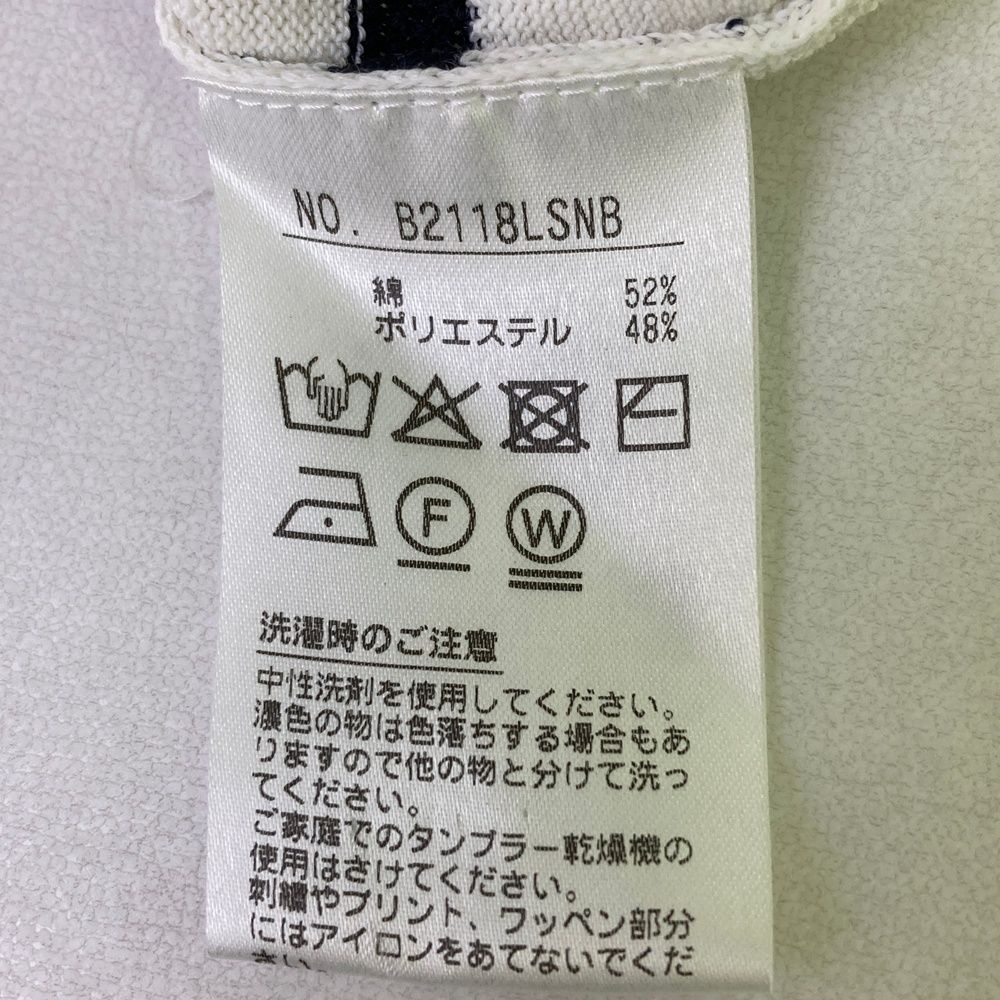 NO. B2118LSNB
綿 52%
ポリエステル 48%
F W
洗濯時のご注意
中性洗剤を使用してください。
濃色の物は色落ちする場合もあ
りますので他の物と分けて洗っ
てください。
ご家庭でのタンブラー乾燥機の
使用はさけてください。
刺繍やプリント、ワッペン部分
にはアイロンをあてないでくだ
さい。